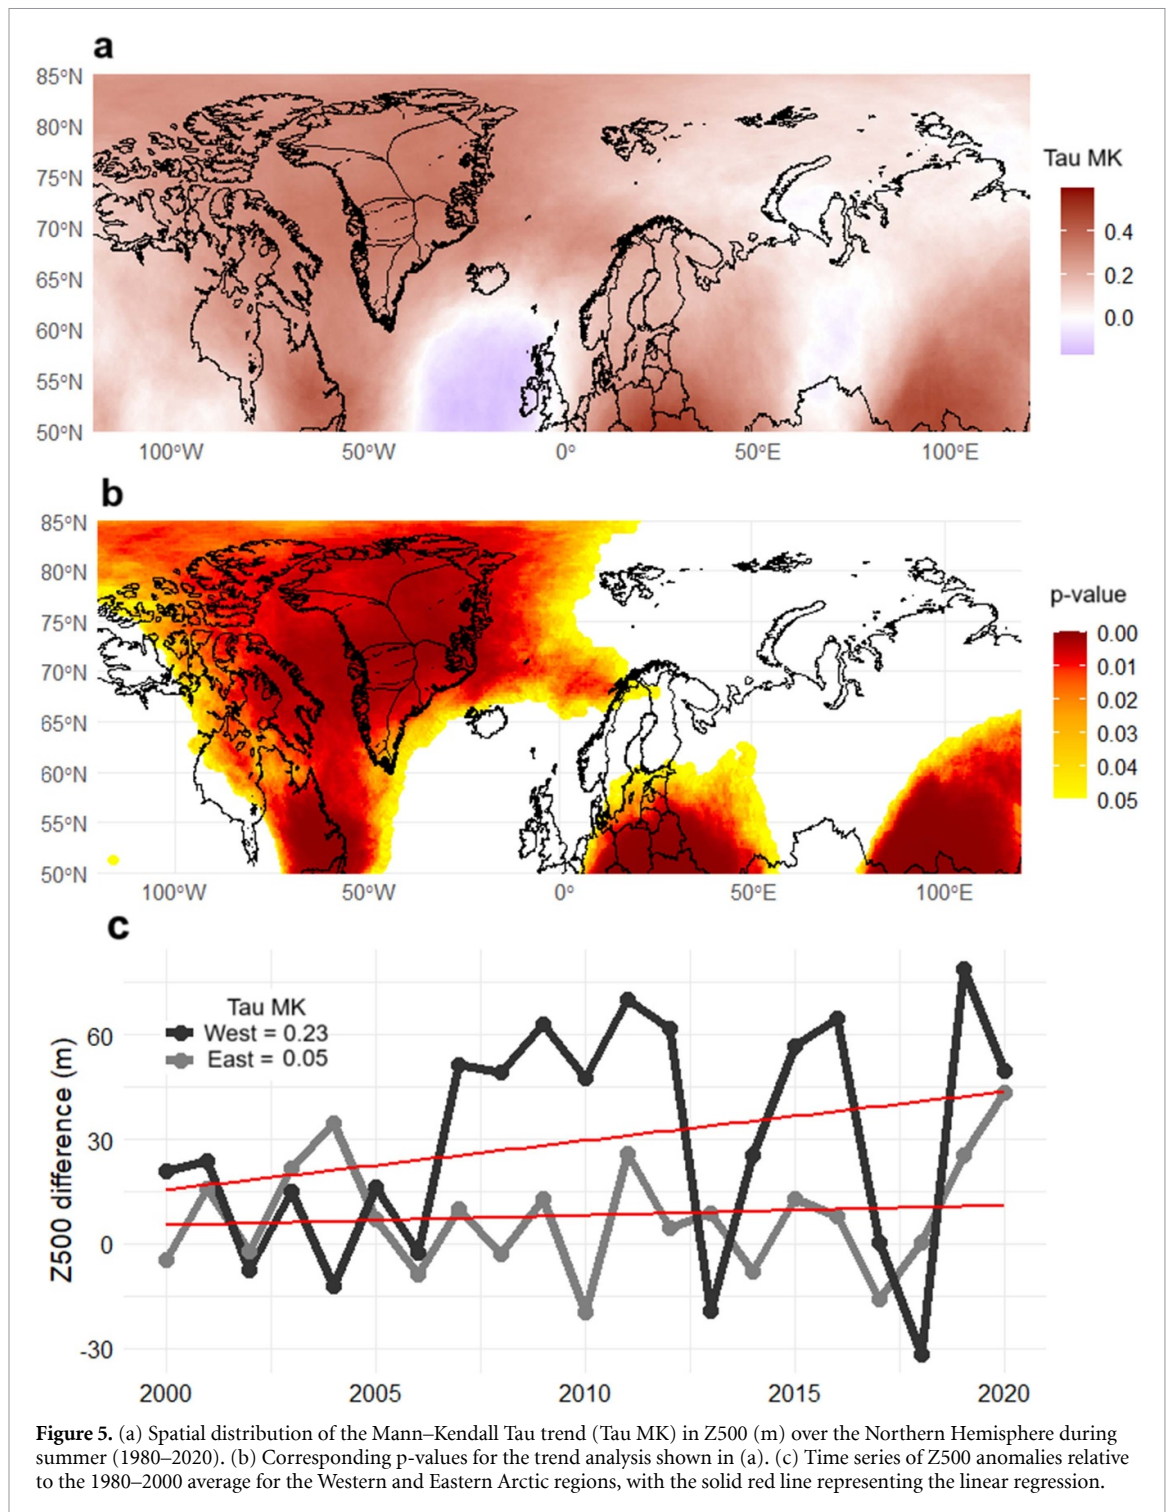 a
85°N
80°N
75°N
70°N
65°N
60°N
55°N
50°N
100°W 50°W 0° 50°E 100°E
Tau MK
0.4
0.2
0.0
b
85°N
80°N
75°N
70°N
65°N
60°N
55°N
50°N
100°W 50°W 0° 50°E 100°E
p-value
0.00
0.01
0.02
0.03
0.04
0.05
c
Z500 difference (m)
60
30
0
-30
Tau MK
West = 0.23
East = 0.05
2000 2005 2010 2015 2020
Figure 5. (a) Spatial distribution of the Mann–Kendall Tau trend (Tau MK) in Z500 (m) over the Northern Hemisphere during
summer (1980–2020). (b) Corresponding p-values for the trend analysis shown in (a). (c) Time series of Z500 anomalies relative
to the 1980–2000 average for the Western and Eastern Arctic regions, with the solid red line representing the linear regression.